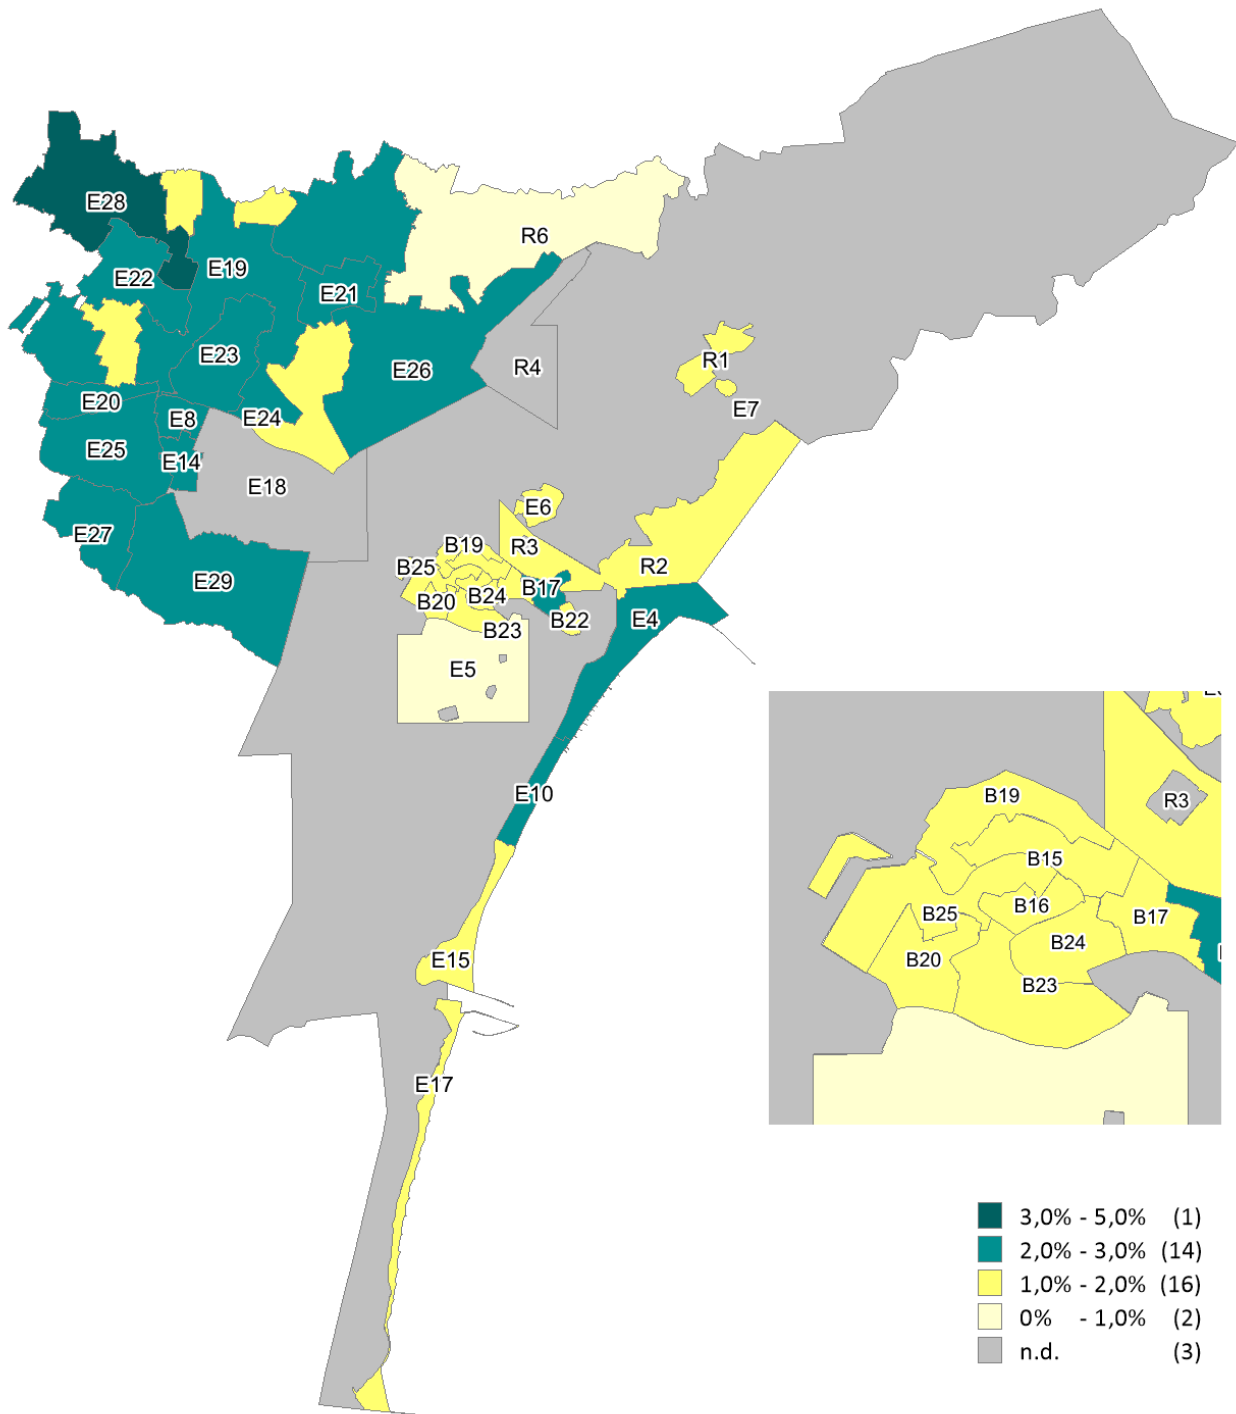 E28
R6
E19
E22
E21
R1
E23
R4
E26
E20
E7
E8
E24
E25
E14
E18
E6
E27
B19
R3
B25
R2
E29
B17
B24
B20
B22
E4
B23
E5
E10
B19
R3
B15
B16
B25
B17
B24
B20
B23
E15
E17
3,0% - 5,0% (1)
2,0% - 3,0% (14)
1,0% - 2,0% (16)
0% - 1,0% (2)
n.d. (3)